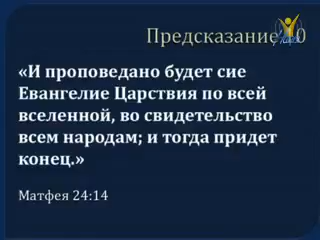 Предсказание 10
«И проповедано будет сие
Евангелие Царствия по всей
вселенной, во свидетельство
всем народам; и тогда придет
конец.»
Матфея 24:14